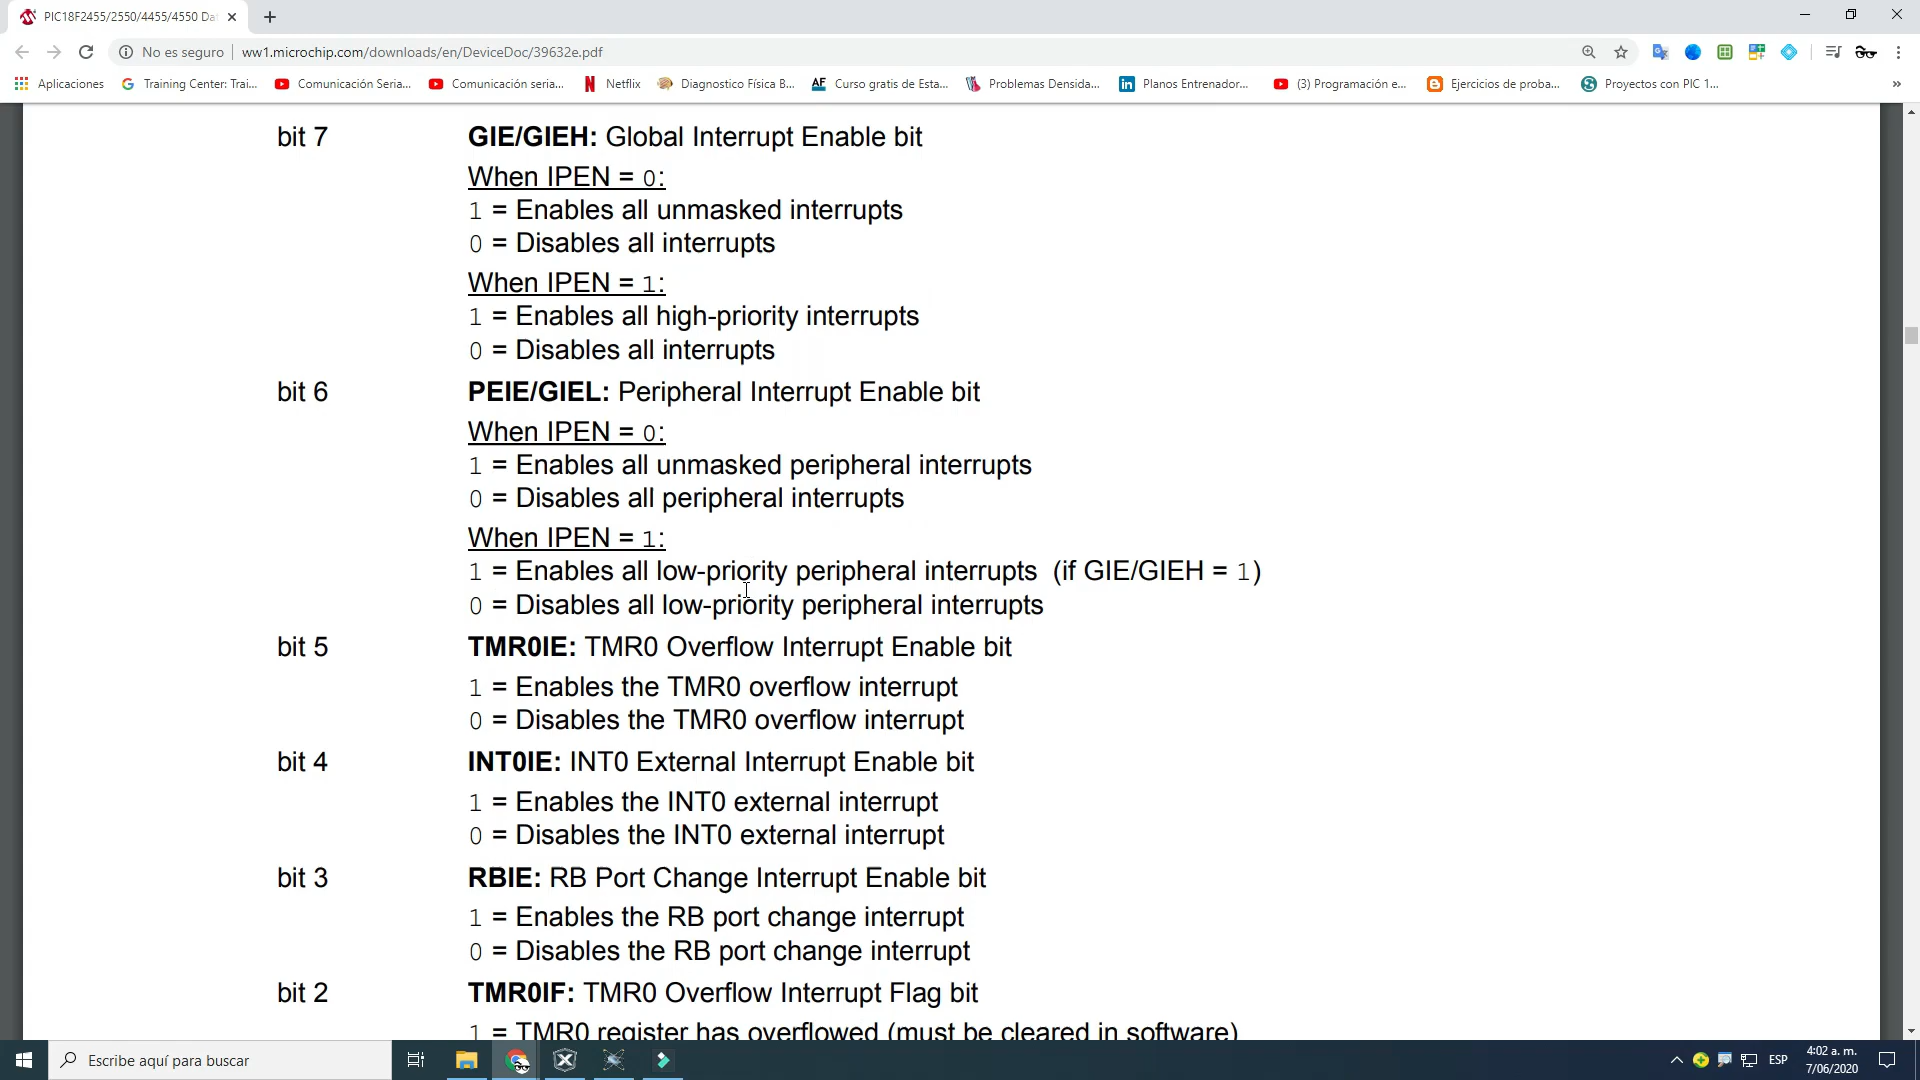 PIC18F2455/2550/4455/4550 Da
No es seguro
ww1.microchip.com/downloads/en/DeviceDoc/39632e.pdf
Aplicaciones
Training Center: Trai...
Comunicación Seria...
Comunicación seria...
Netflix
Diagnostico Física B...
Curso gratis de Esta...
Problemas Densida...
Planos Entrenador...
(3) Programación e...
Ejercicios de proba...
Proyectos con PIC 1...
bit 7 GIE/GIEH: Global Interrupt Enable bit
When IPEN = 0:
1 = Enables all unmasked interrupts
0 = Disables all interrupts
When IPEN = 1:
1 = Enables all high-priority interrupts
0 = Disables all interrupts
bit 6 PEIE/GIEL: Peripheral Interrupt Enable bit
When IPEN = 0:
1 = Enables all unmasked peripheral interrupts
0 = Disables all peripheral interrupts
When IPEN = 1:
1 = Enables all low-priority peripheral interrupts (if GIE/GIEH = 1)
0 = Disables all low-priority peripheral interrupts
bit 5 TMR0IE: TMR0 Overflow Interrupt Enable bit
1 = Enables the TMR0 overflow interrupt
0 = Disables the TMR0 overflow interrupt
bit 4 INT0IE: INT0 External Interrupt Enable bit
1 = Enables the INT0 external interrupt
0 = Disables the INT0 external interrupt
bit 3 RBIE: RB Port Change Interrupt Enable bit
1 = Enables the RB port change interrupt
0 = Disables the RB port change interrupt
bit 2 TMR0IF: TMR0 Overflow Interrupt Flag bit
1 = TMR0 register has overflowed (must be cleared in software)
Escribe aquí para buscar
ESP
4:02 a. m.
7/06/2020